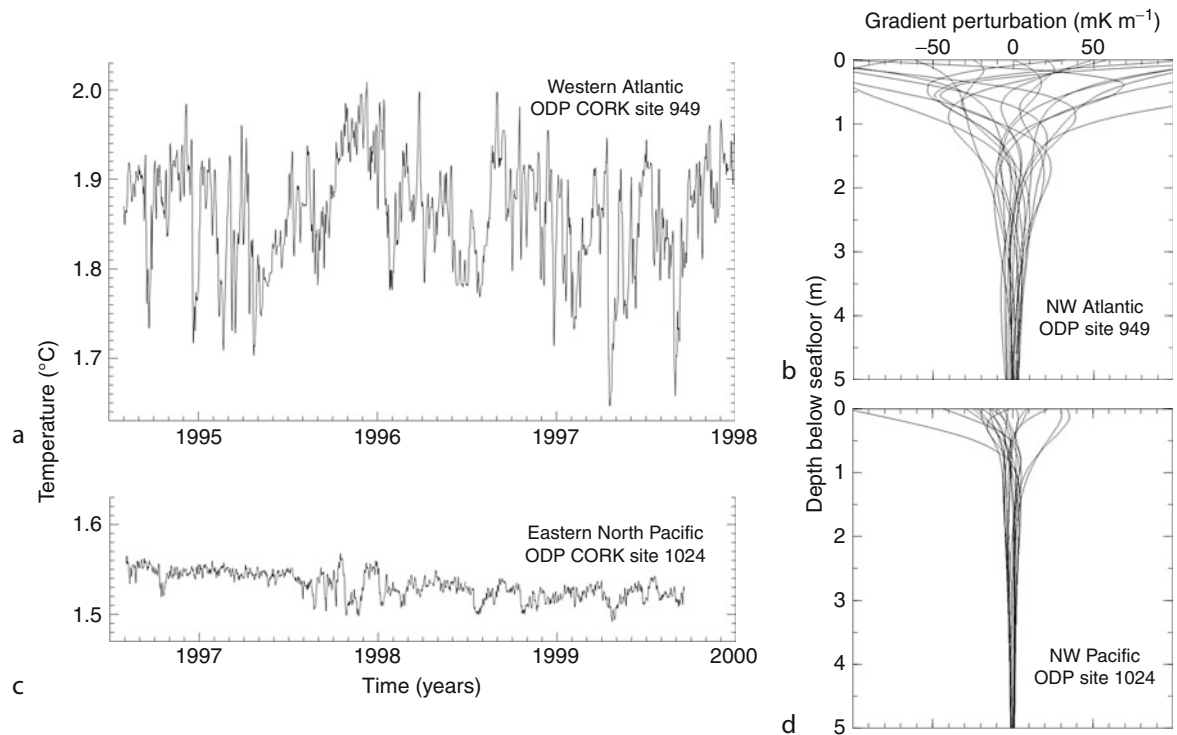 2.0
1.9
1.8
1.7
Western Atlantic
ODP CORK site 949
1995
1996
1997
1998
a
Temperature (°C)
1.6
1.5
Eastern North Pacific
ODP CORK site 1024
1997
1998
1999
2000
c
Time (years)
Gradient perturbation (mK m⁻¹)
−50
0
50
0
1
2
3
4
5
NW Atlantic
ODP site 949
b
Depth below seafloor (m)
0
1
2
3
4
5
NW Pacific
ODP site 1024
d